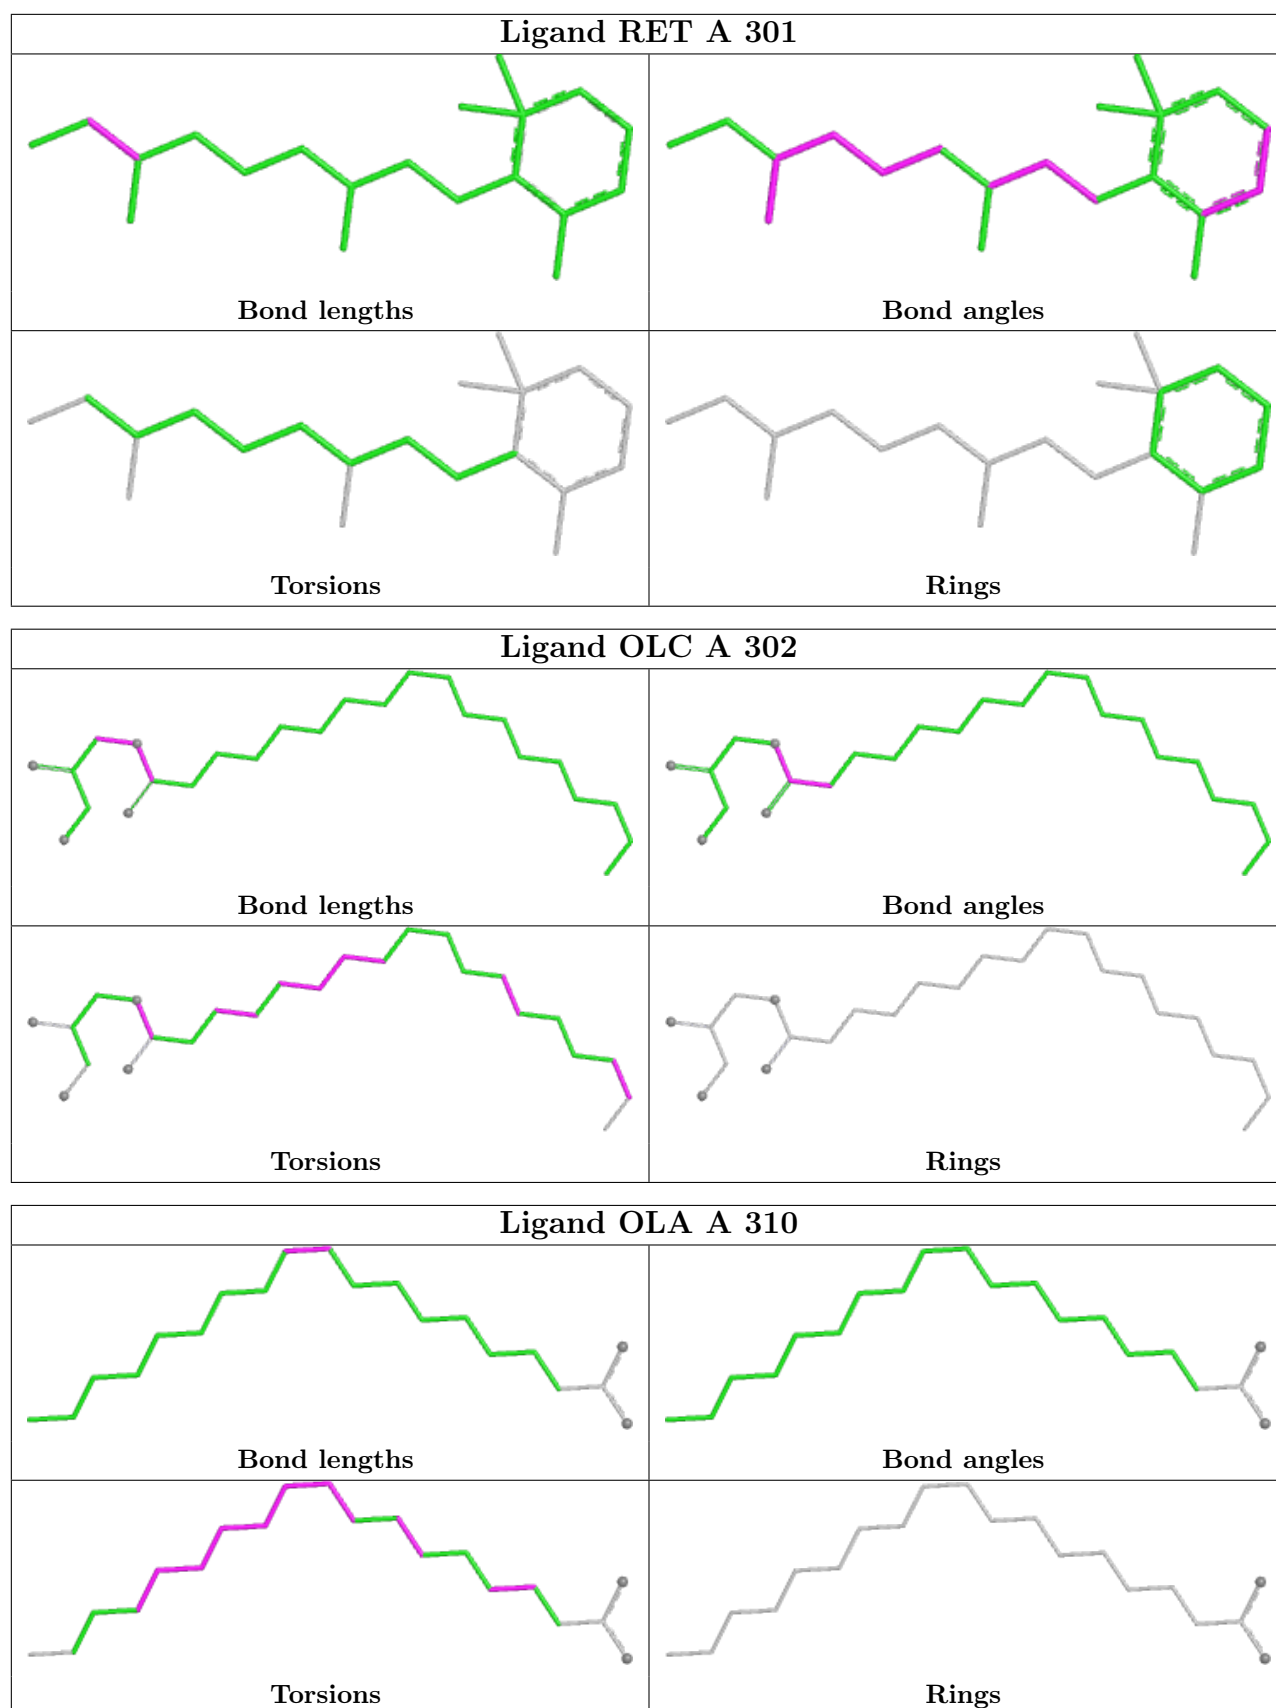 Ligand RET A 301
Bond lengths
Bond angles
Torsions
Rings
Ligand OLC A 302
Bond lengths
Bond angles
Torsions
Rings
Ligand OLA A 310
Bond lengths
Bond angles
Torsions
Rings